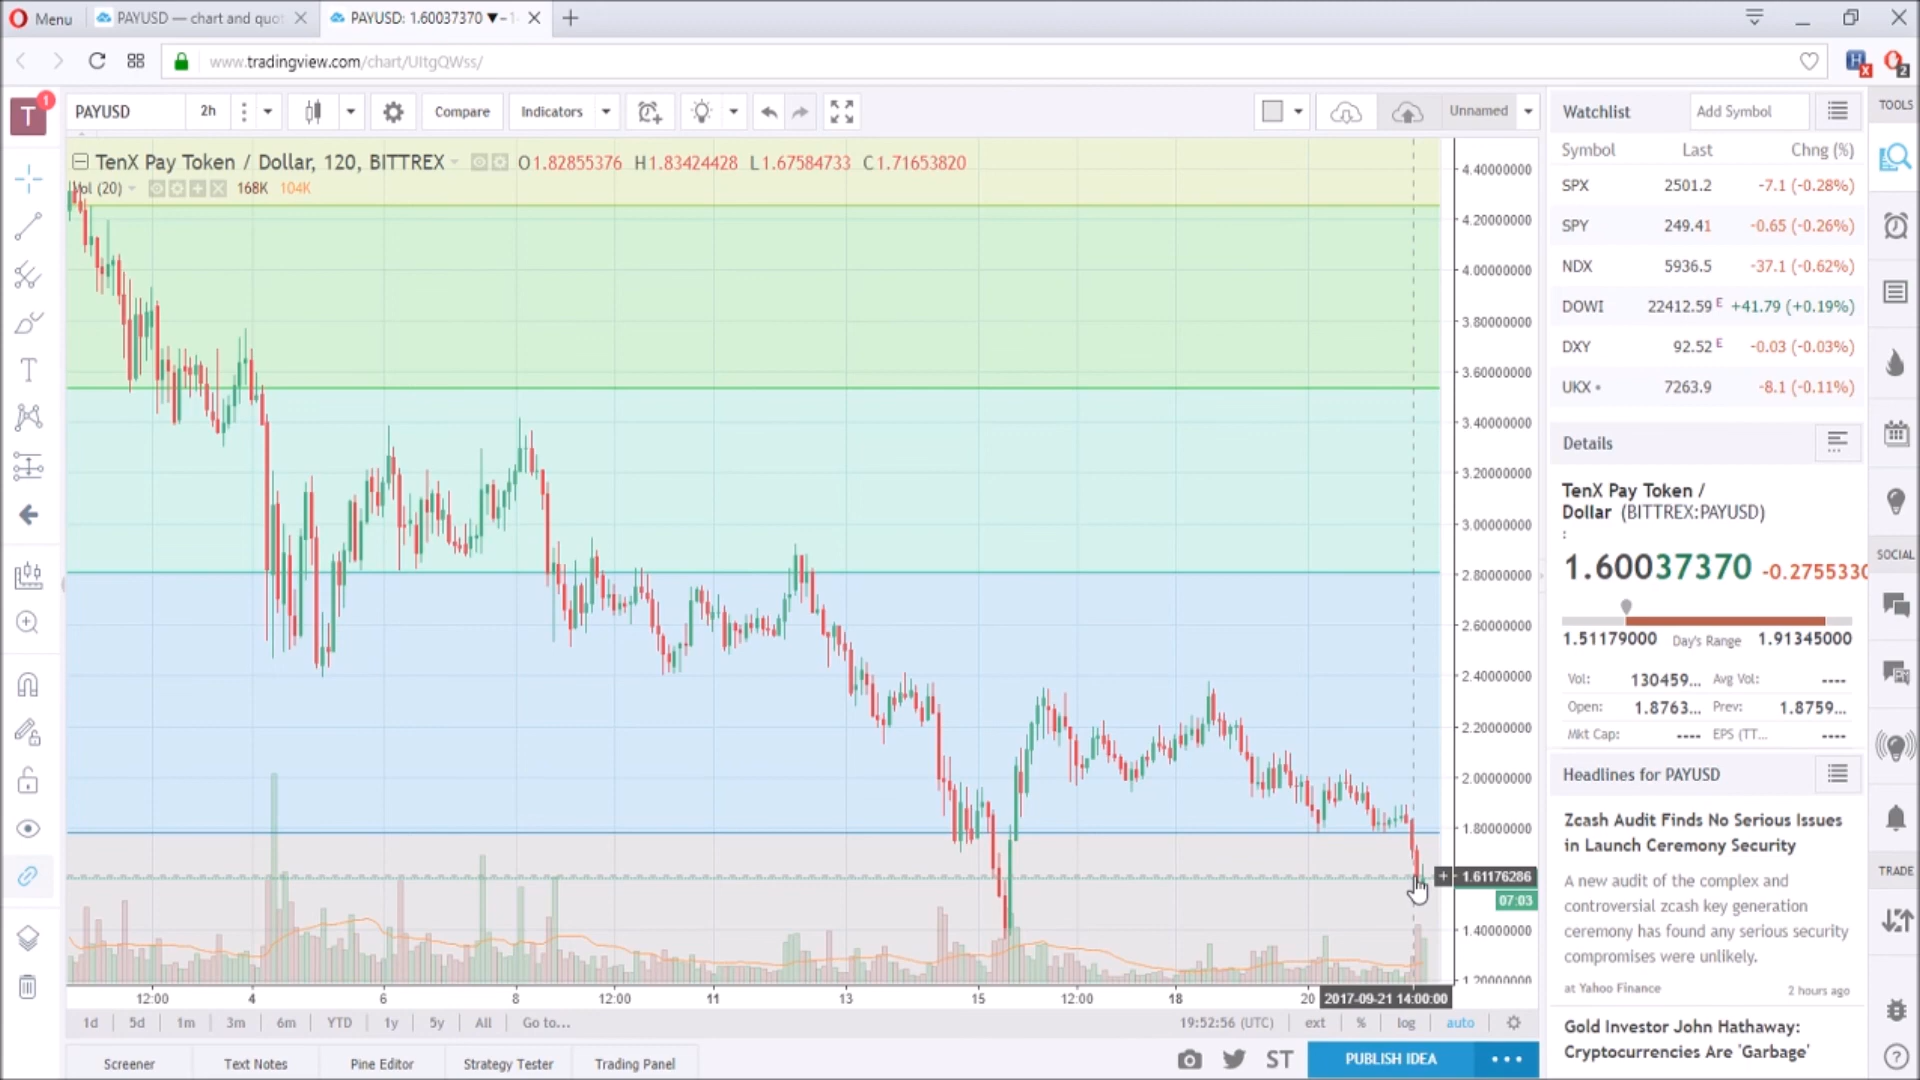 Menu
PAYUSD — chart and quot
PAYUSD: 1.60037370 ▼ −1
www.tradingview.com/chart/UItgQWss/
2
T
1
PAYUSD
2h
Compare
Indicators
Unnamed
TenX Pay Token / Dollar, 120, BITTREX
O1.82855376 H1.83424428 L1.67584733 C1.71653820
Vol (20)
168K 104K
4.40000000
4.20000000
4.00000000
3.80000000
3.60000000
3.40000000
3.20000000
3.00000000
2.80000000
2.60000000
2.40000000
2.20000000
2.00000000
1.80000000
1.61176286
07:03
1.40000000
1.20000000
12:00 4 6 8 12:00 11 13 15 12:00 18 20 2017-09-21 14:00:00
1d 5d 1m 3m 6m YTD 1y 5y All Go to...
19:52:56 (UTC) ext % log auto
Screener Text Notes Pine Editor Strategy Tester Trading Panel
ST
PUBLISH IDEA
Watchlist
Add Symbol
Symbol Last Chng (%)
SPX 2501.2 -7.1 (-0.28%)
SPY 249.41 -0.65 (-0.26%)
NDX 5936.5 -37.1 (-0.62%)
DOWI 22412.59 E +41.79 (+0.19%)
DXY 92.52 E -0.03 (-0.03%)
UKX 7263.9 -8.1 (-0.11%)
Details
TenX Pay Token /
Dollar (BITTREX:PAYUSD)
:
1.60037370 -0.2755330
1.51179000 Day's Range 1.91345000
Vol: 130459... Avg Vol: ----
Open: 1.8763... Prev: 1.8759...
Mkt Cap: ---- EPS (TT... ----
Headlines for PAYUSD
Zcash Audit Finds No Serious Issues
in Launch Ceremony Security
A new audit of the complex and
controversial zcash key generation
ceremony has found any serious security
compromises were unlikely.
at Yahoo Finance 2 hours ago
Gold Investor John Hathaway:
Cryptocurrencies Are 'Garbage'
TOOLS
SOCIAL
TRADE